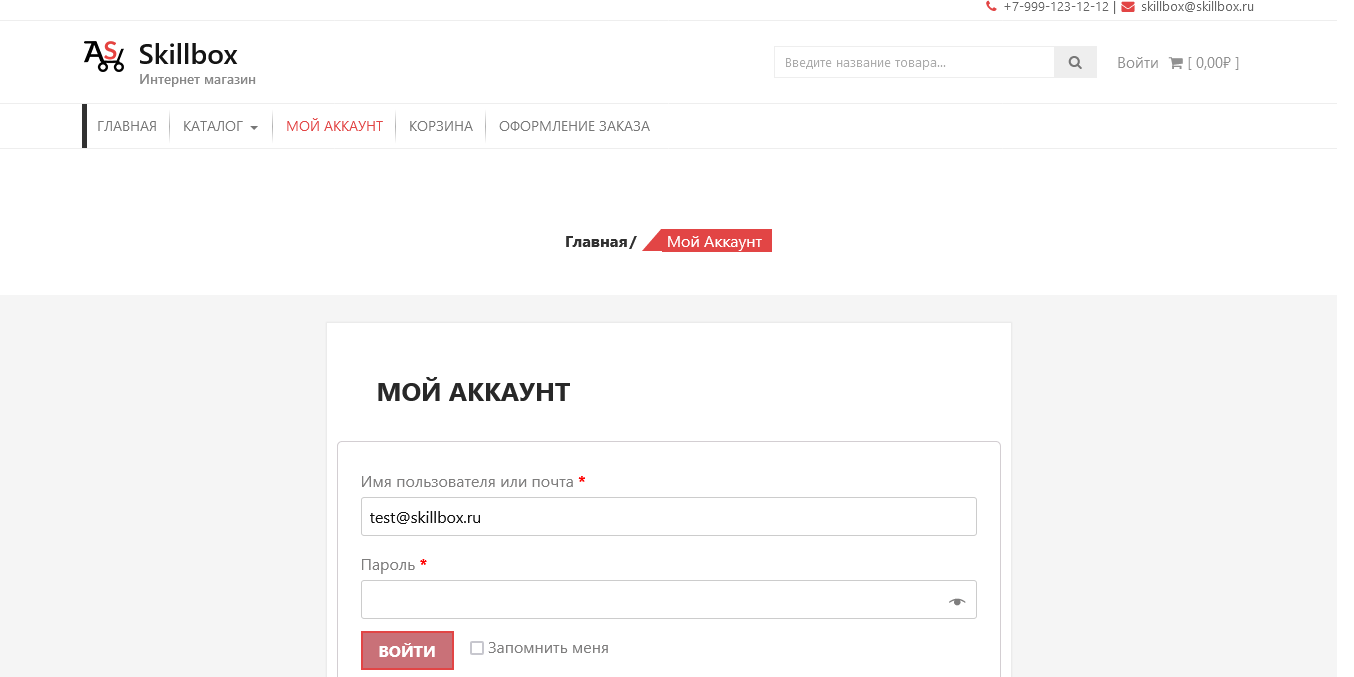 +7-999-123-12-12 | skillbox@skillbox.ru
AS Skillbox
Интернет магазин
Введите название товара...
Войти [ 0,00₽ ]
ГЛАВНАЯ КАТАЛОГ МОЙ АККАУНТ КОРЗИНА ОФОРМЛЕНИЕ ЗАКАЗА
Главная/ Мой Аккаунт
МОЙ АККАУНТ
Имя пользователя или почта *
test@skillbox.ru
Пароль *
ВОЙТИ Запомнить меня